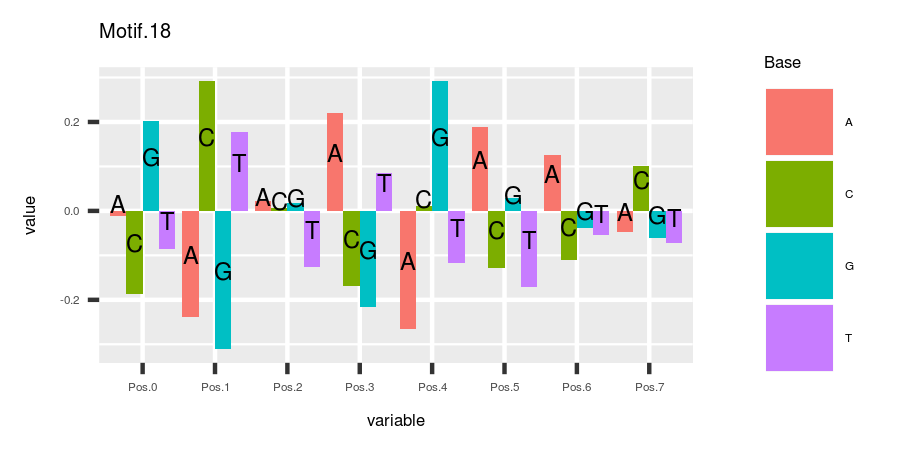 Motif.18
Base
A
C
G
T
value
0.2
0.0
-0.2
A C G T A C G T A C G T A C G T A C G T A C G T A C G T A C G T
Pos.0 Pos.1 Pos.2 Pos.3 Pos.4 Pos.5 Pos.6 Pos.7
variable